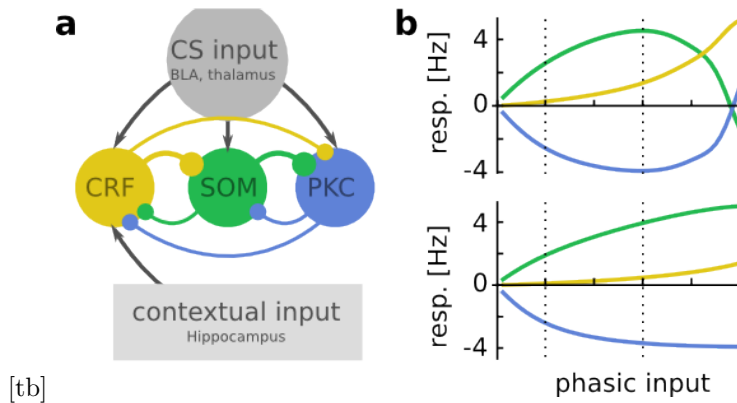 a
CS input
BLA, thalamus
CRF
SOM
PKC
contextual input
Hippocampus
[tb]
b
resp. [Hz]
4
0
-4
resp. [Hz]
4
0
-4
phasic input